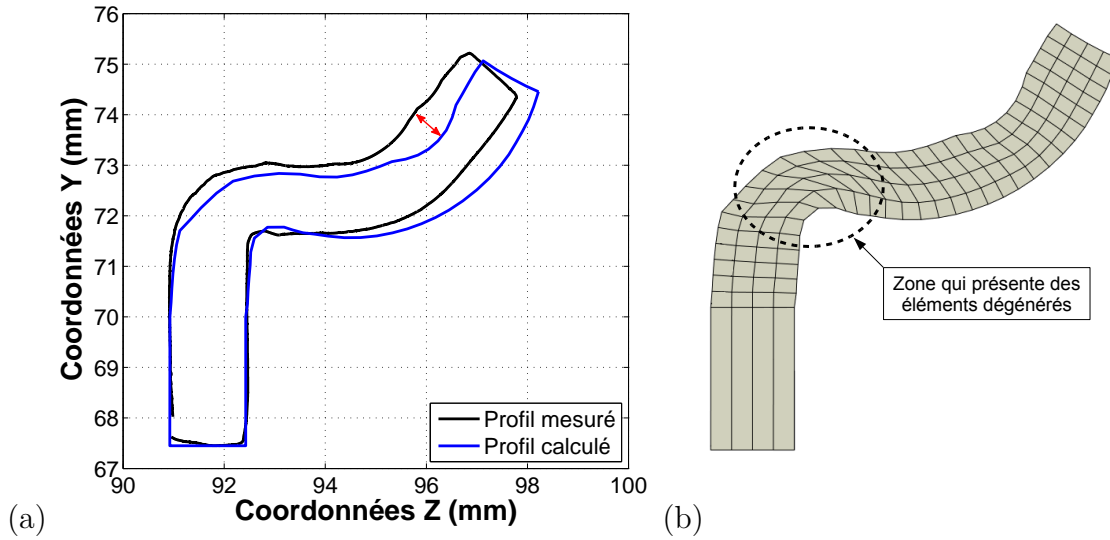 76
75
74
73
72
71
70
69
68
67
90
92
94
96
98
100
Coordonnées Y (mm)
Coordonnées Z (mm)
Profil mesuré
Profil calculé
(a)
Zone qui présente des
éléments dégénérés
(b)